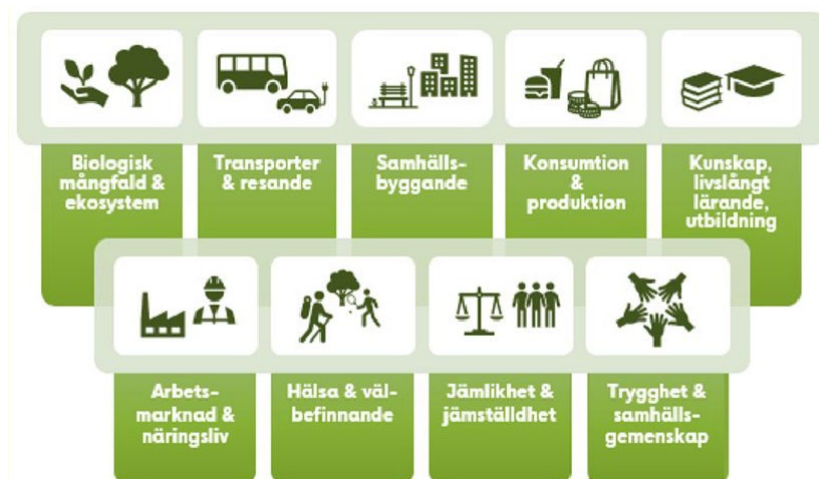 Biologisk
mångfald &
ekosystem
Transporter
& resande
Samhälls-
byggande
Konsumtion
&
produktion
Kunskap,
livslångt
lärande,
utbildning
Arbets-
marknad &
näringsliv
Hälsa & väl-
befinnande
Jämlikhet &
jämställdhet
Trygghet &
samhälls-
gemenskap